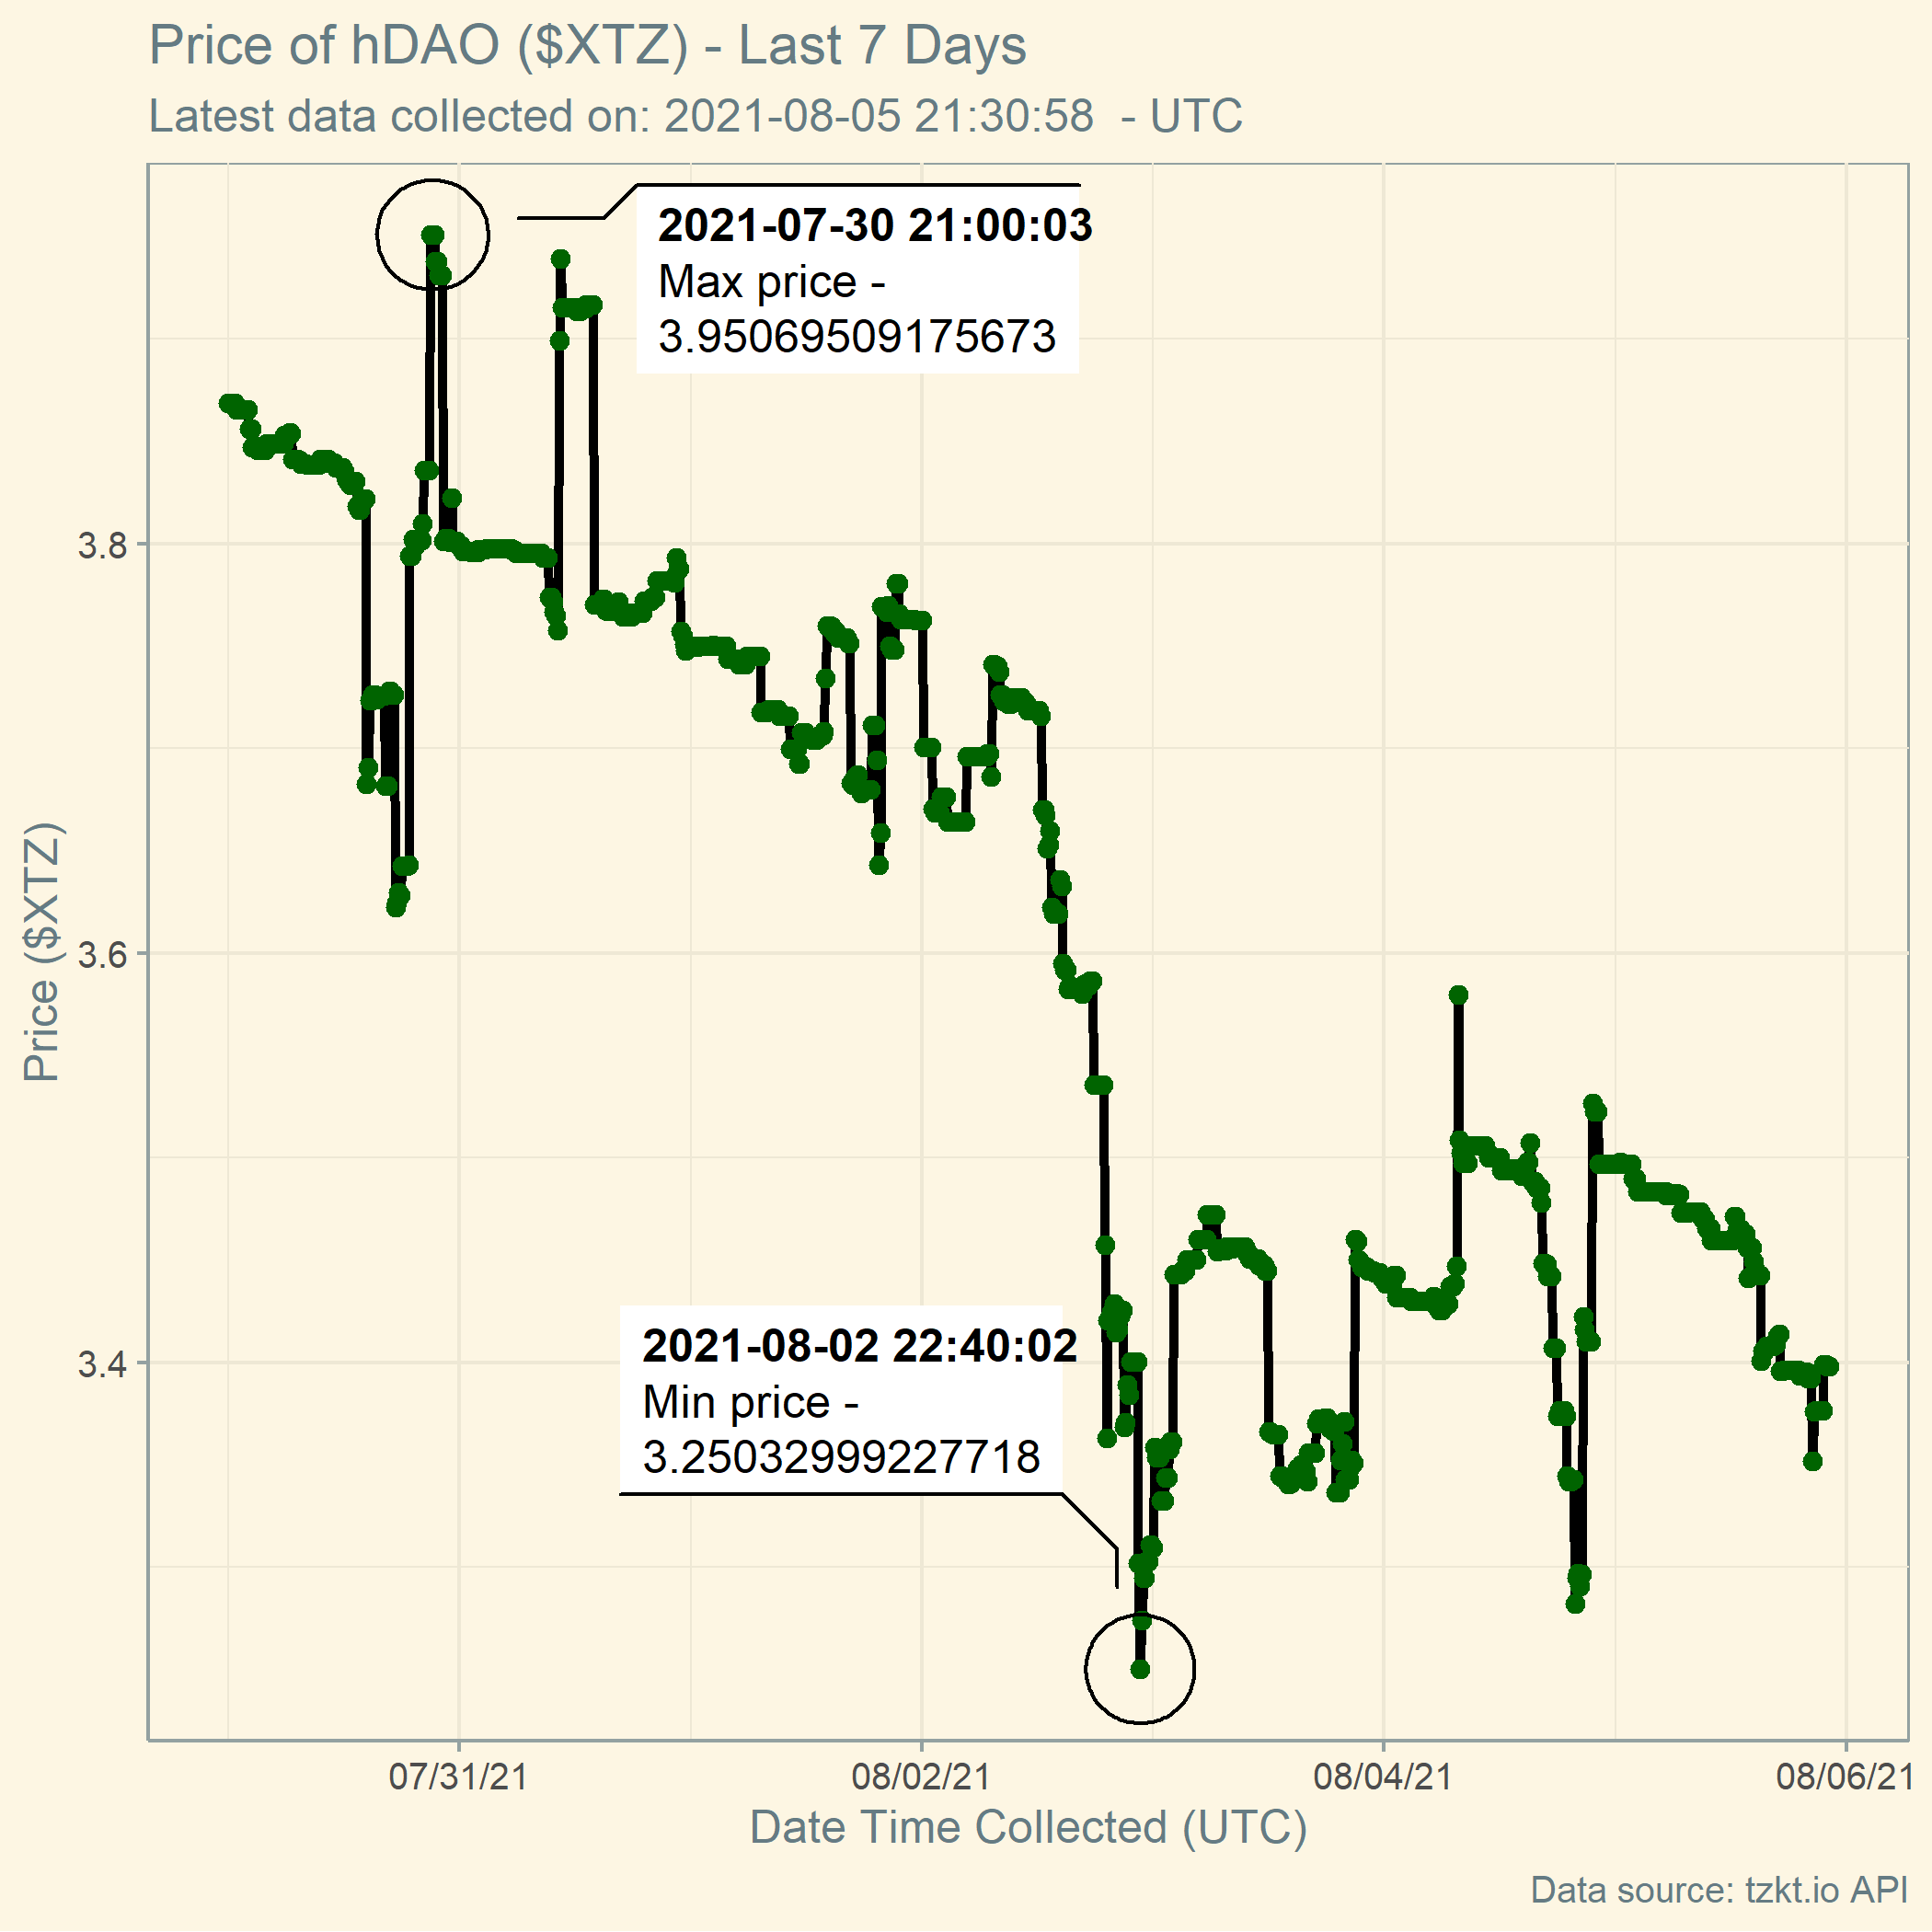 Price of hDAO ($XTZ) - Last 7 Days
Latest data collected on: 2021-08-05 21:30:58  - UTC
2021-07-30 21:00:03
Max price -
3.95069509175673
3.8
3.6
3.4
Price ($XTZ)
2021-08-02 22:40:02
Min price -
3.25032999227718
07/31/21
08/02/21
08/04/21
08/06/21
Date Time Collected (UTC)
Data source: tzkt.io API